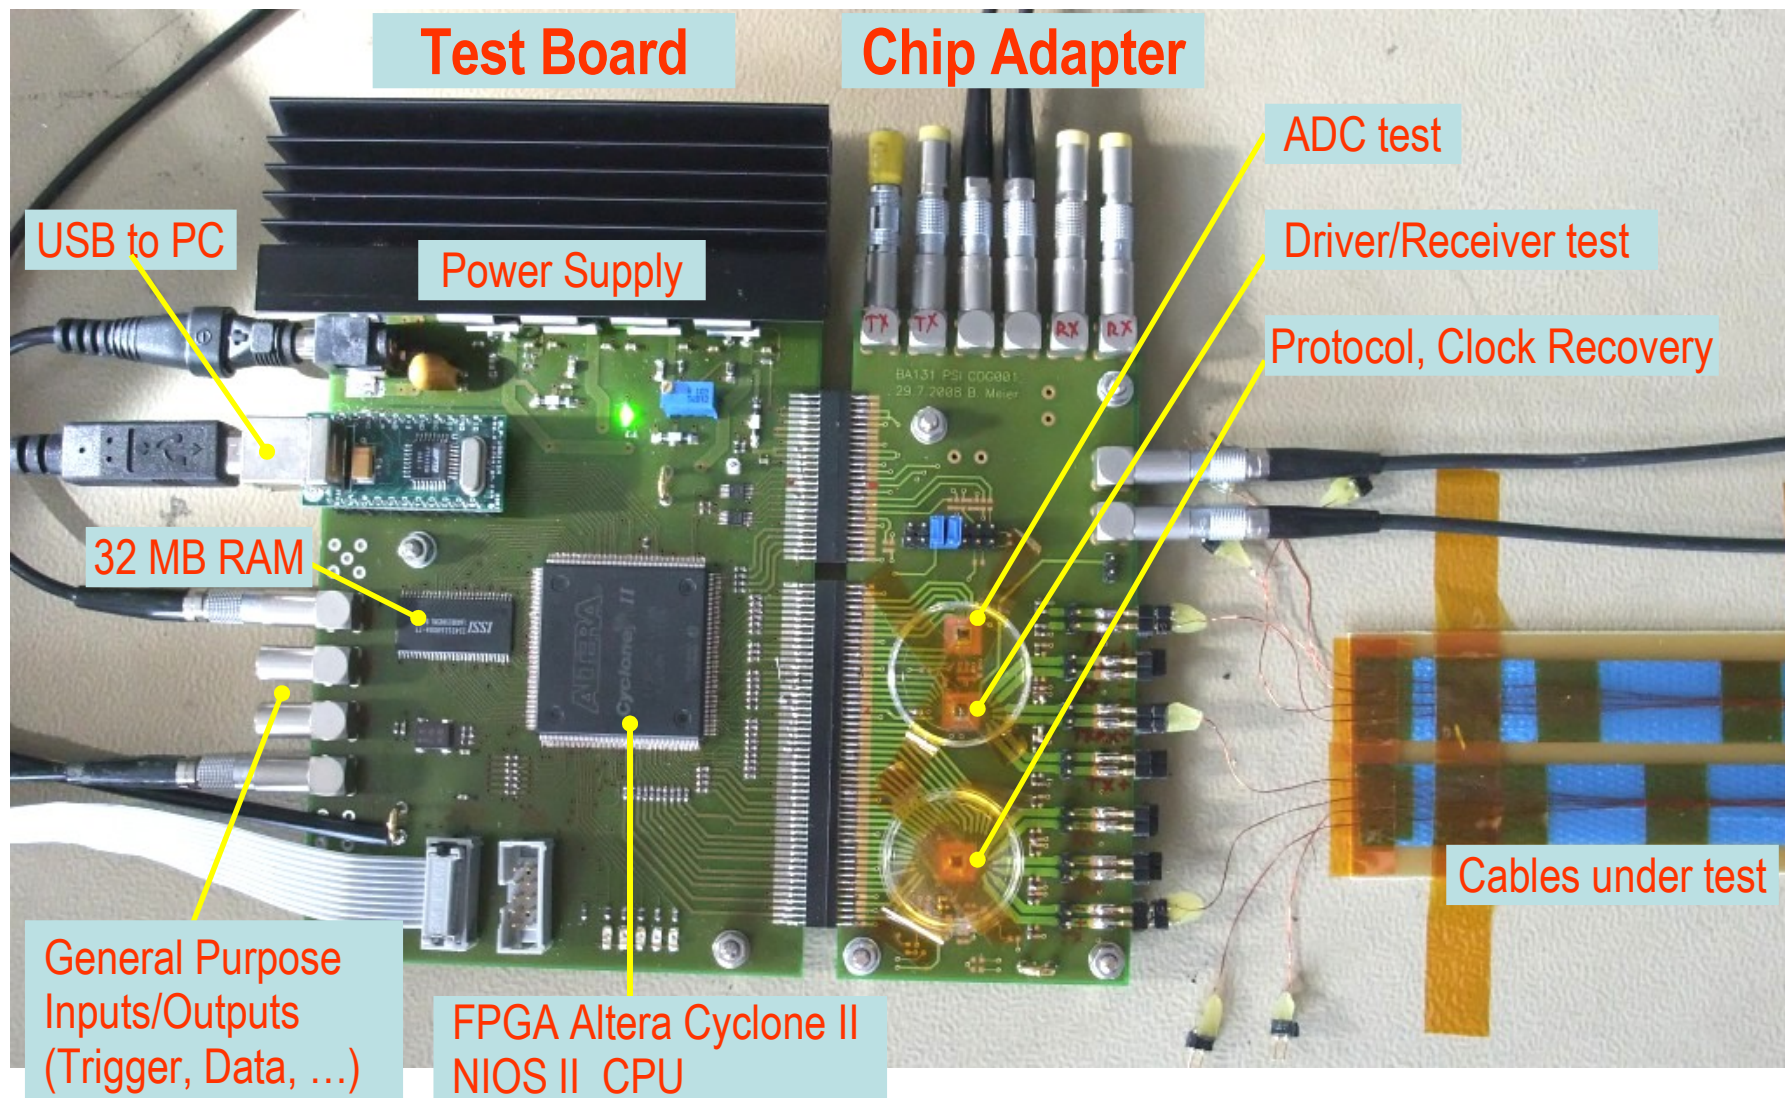 Test Board
Chip Adapter
ADC test
USB to PC
Driver/Receiver test
Power Supply
TX
TX
RX
RX
Protocol, Clock Recovery
BA131 PSI CDG001
29.7.2008 B. Meier
32 MB RAM
ISSI
ALTERA
Cyclone II
TX+
Cables under test
General Purpose
Inputs/Outputs
(Trigger, Data, ...)
FPGA Altera Cyclone II
NIOS II CPU